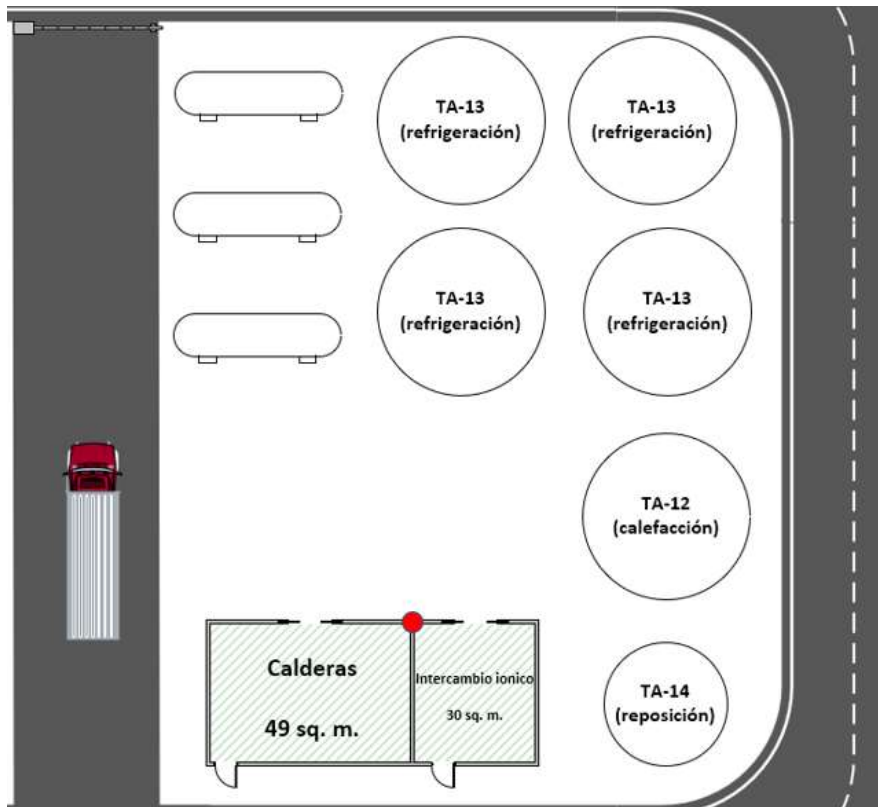 TA-13
(refrigeración)
TA-13
(refrigeración)
TA-13
(refrigeración)
TA-13
(refrigeración)
TA-12
(calefacción)
Calderas
49 sq. m.
Intercambio ionico
30 sq. m.
TA-14
(reposición)